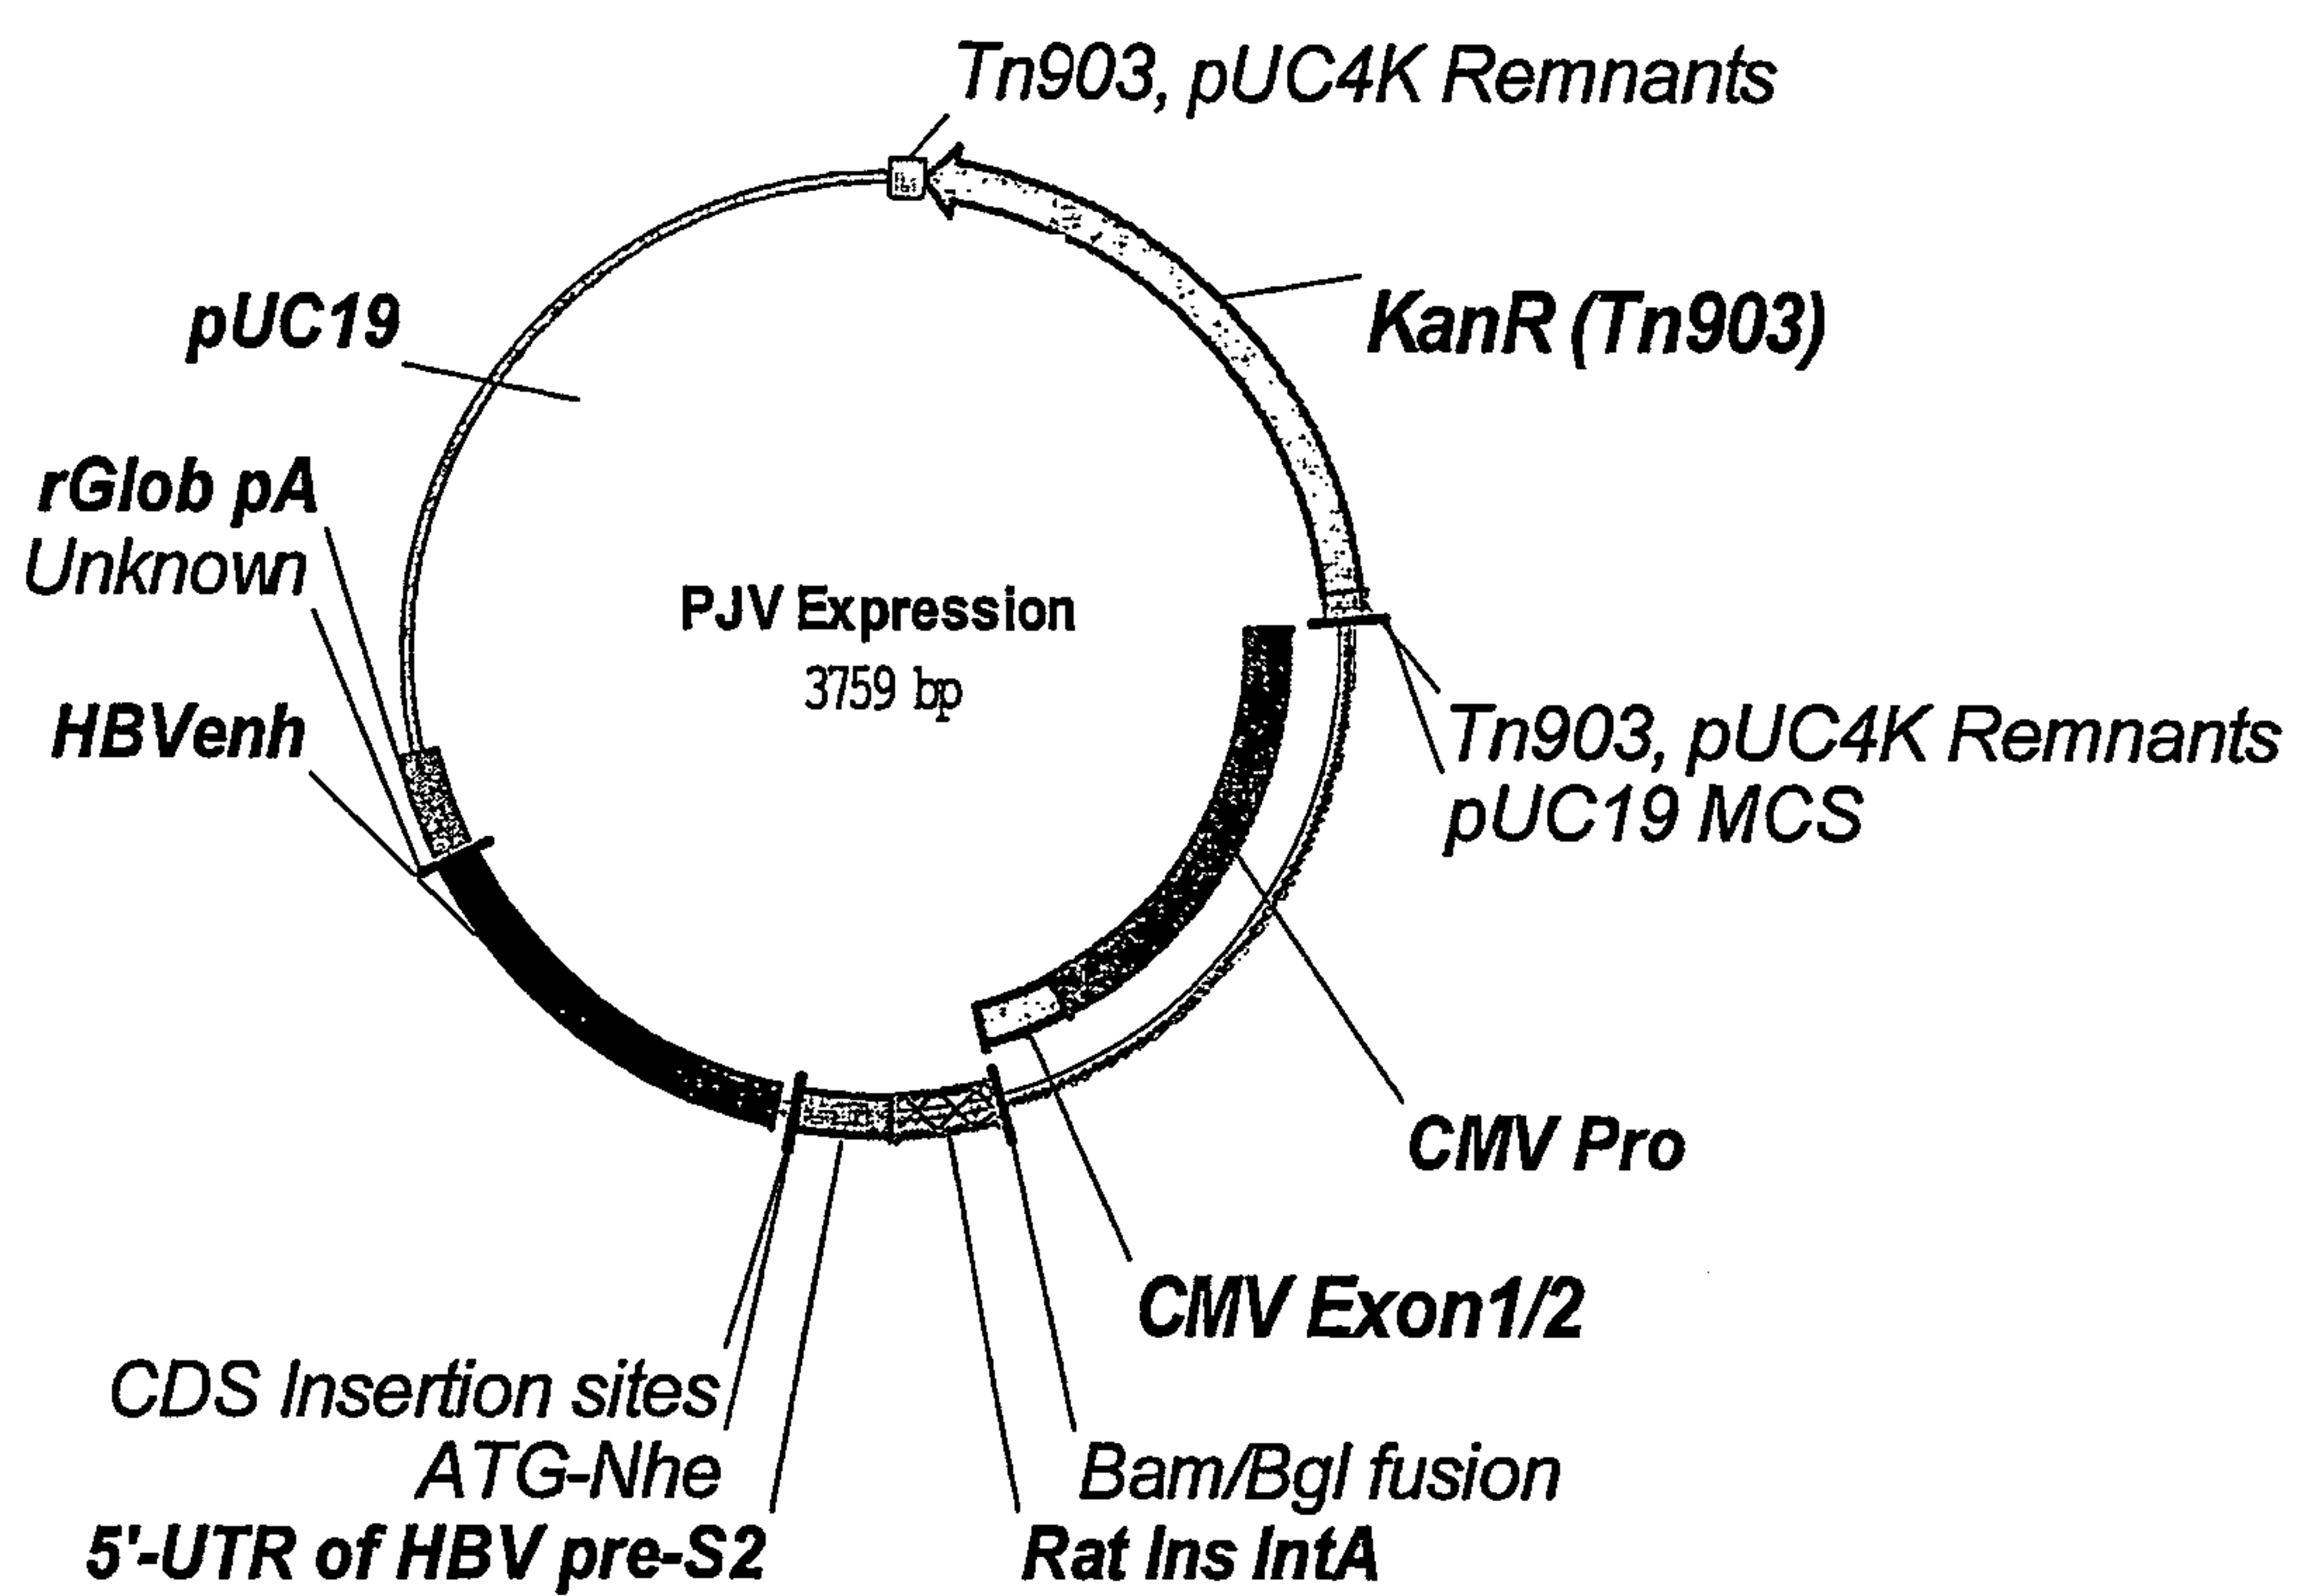 Tn903, pUC4K Remnants
pUC19
KanR (Tn903)
rGlob pA
Unknown
PJV Expression
3759 bp
HBVenh
Tn903, pUC4K Remnants
pUC19 MCS
CMV Pro
CMV Exon1/2
CDS Insertion sites
ATG-Nhe
5'-UTR of HBV pre-S2
Bam/Bgl fusion
Rat Ins IntA